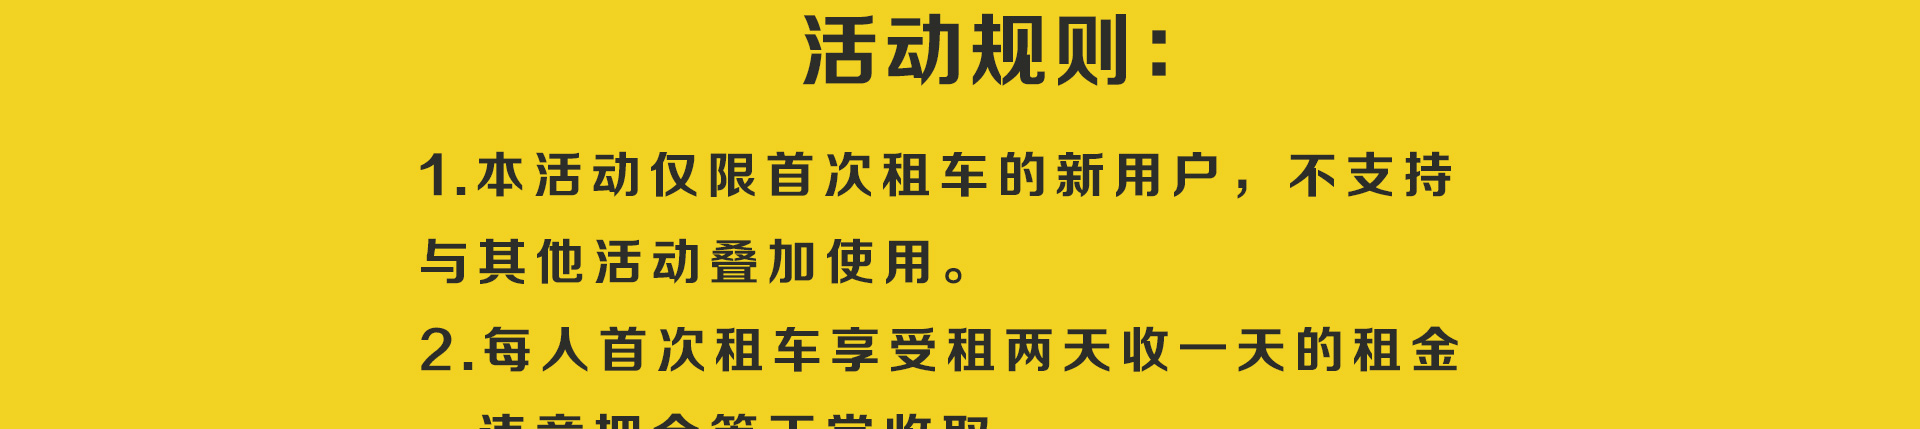 活动规则：
1.本活动仅限首次租车的新用户，不支持
与其他活动叠加使用。
2.每人首次租车享受租两天收一天的租金